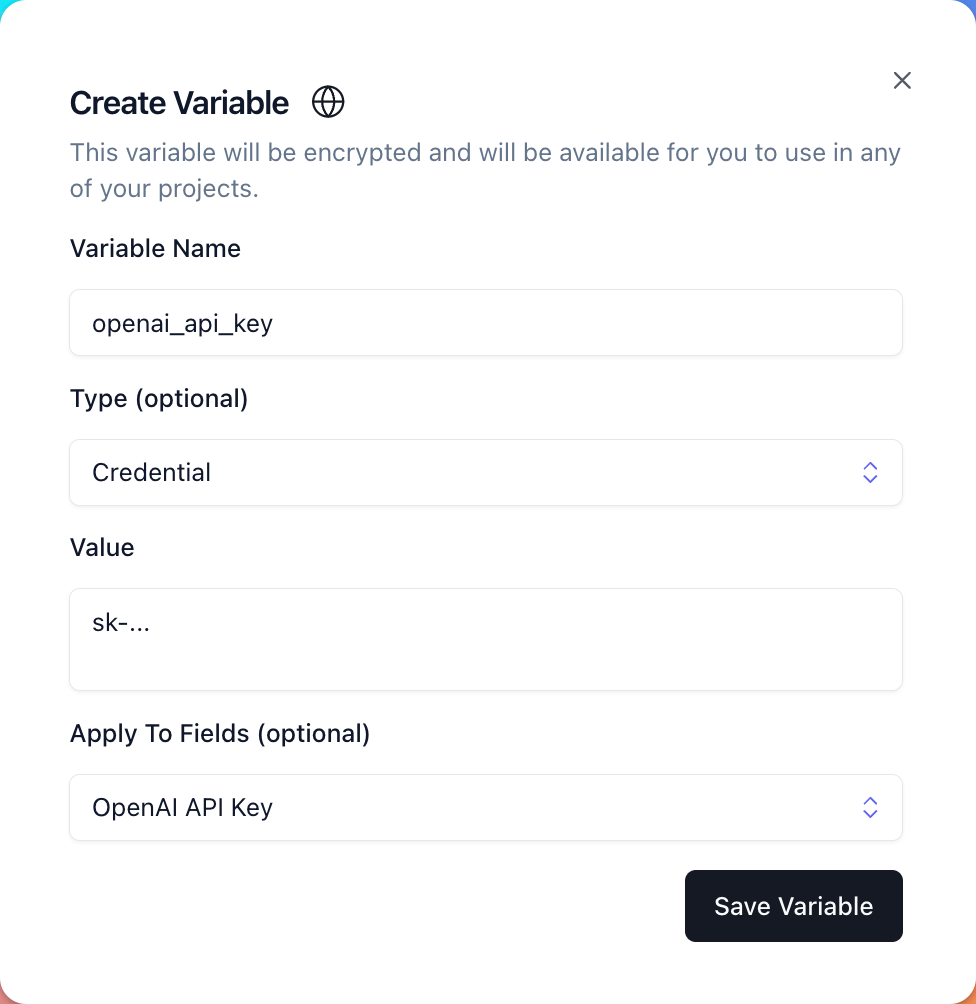 Create Variable
This variable will be encrypted and will be available for you to use in any
of your projects.
Variable Name
openai_api_key
Type (optional)
Credential
Value
sk-...
Apply To Fields (optional)
OpenAI API Key
Save Variable